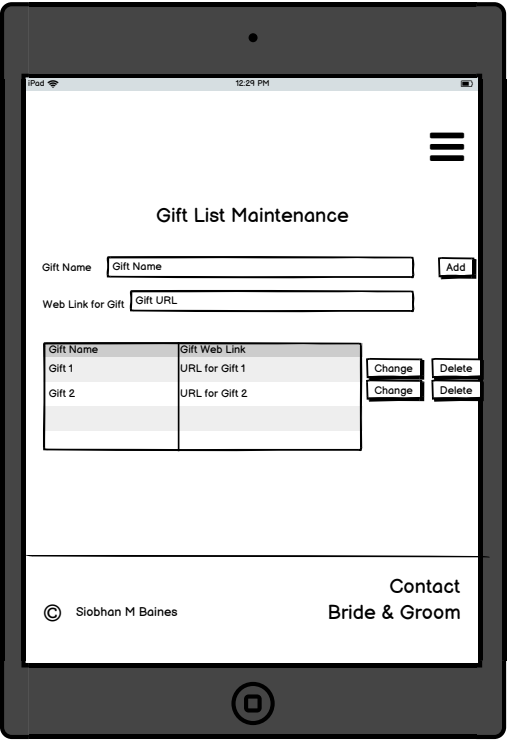 iPad 12:29 PM
Gift List Maintenance
Gift Name Gift Name Add
Web Link for Gift Gift URL
Gift Name Gift Web Link
Gift 1 URL for Gift 1 Change Delete
Gift 2 URL for Gift 2 Change Delete
Contact
© Siobhan M Baines Bride & Groom